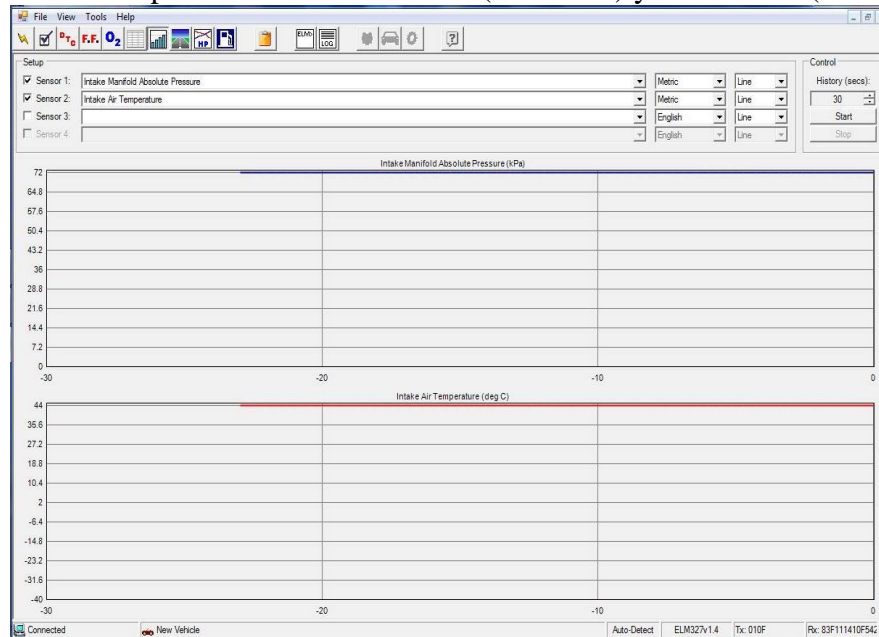 File View Tools Help
DTC F.F. O2 HP ELM> LOG ?
Setup
Control
Sensor 1: Intake Manifold Absolute Pressure Metric Line
History (secs):
Sensor 2: Intake Air Temperature Metric Line
30
Sensor 3: English Line
Start
Sensor 4: English Line
Stop
Intake Manifold Absolute Pressure (kPa)
72
64.8
57.6
50.4
43.2
36
28.8
21.6
14.4
7.2
0
-30 -20 -10 0
Intake Air Temperature (deg C)
44
35.6
27.2
18.8
10.4
2
-6.4
-14.8
-23.2
-31.6
-40
-30 -20 -10 0
Connected New Vehicle Auto-Detect ELM327v1.4 Tx: 010F Rx: 83F111410F542